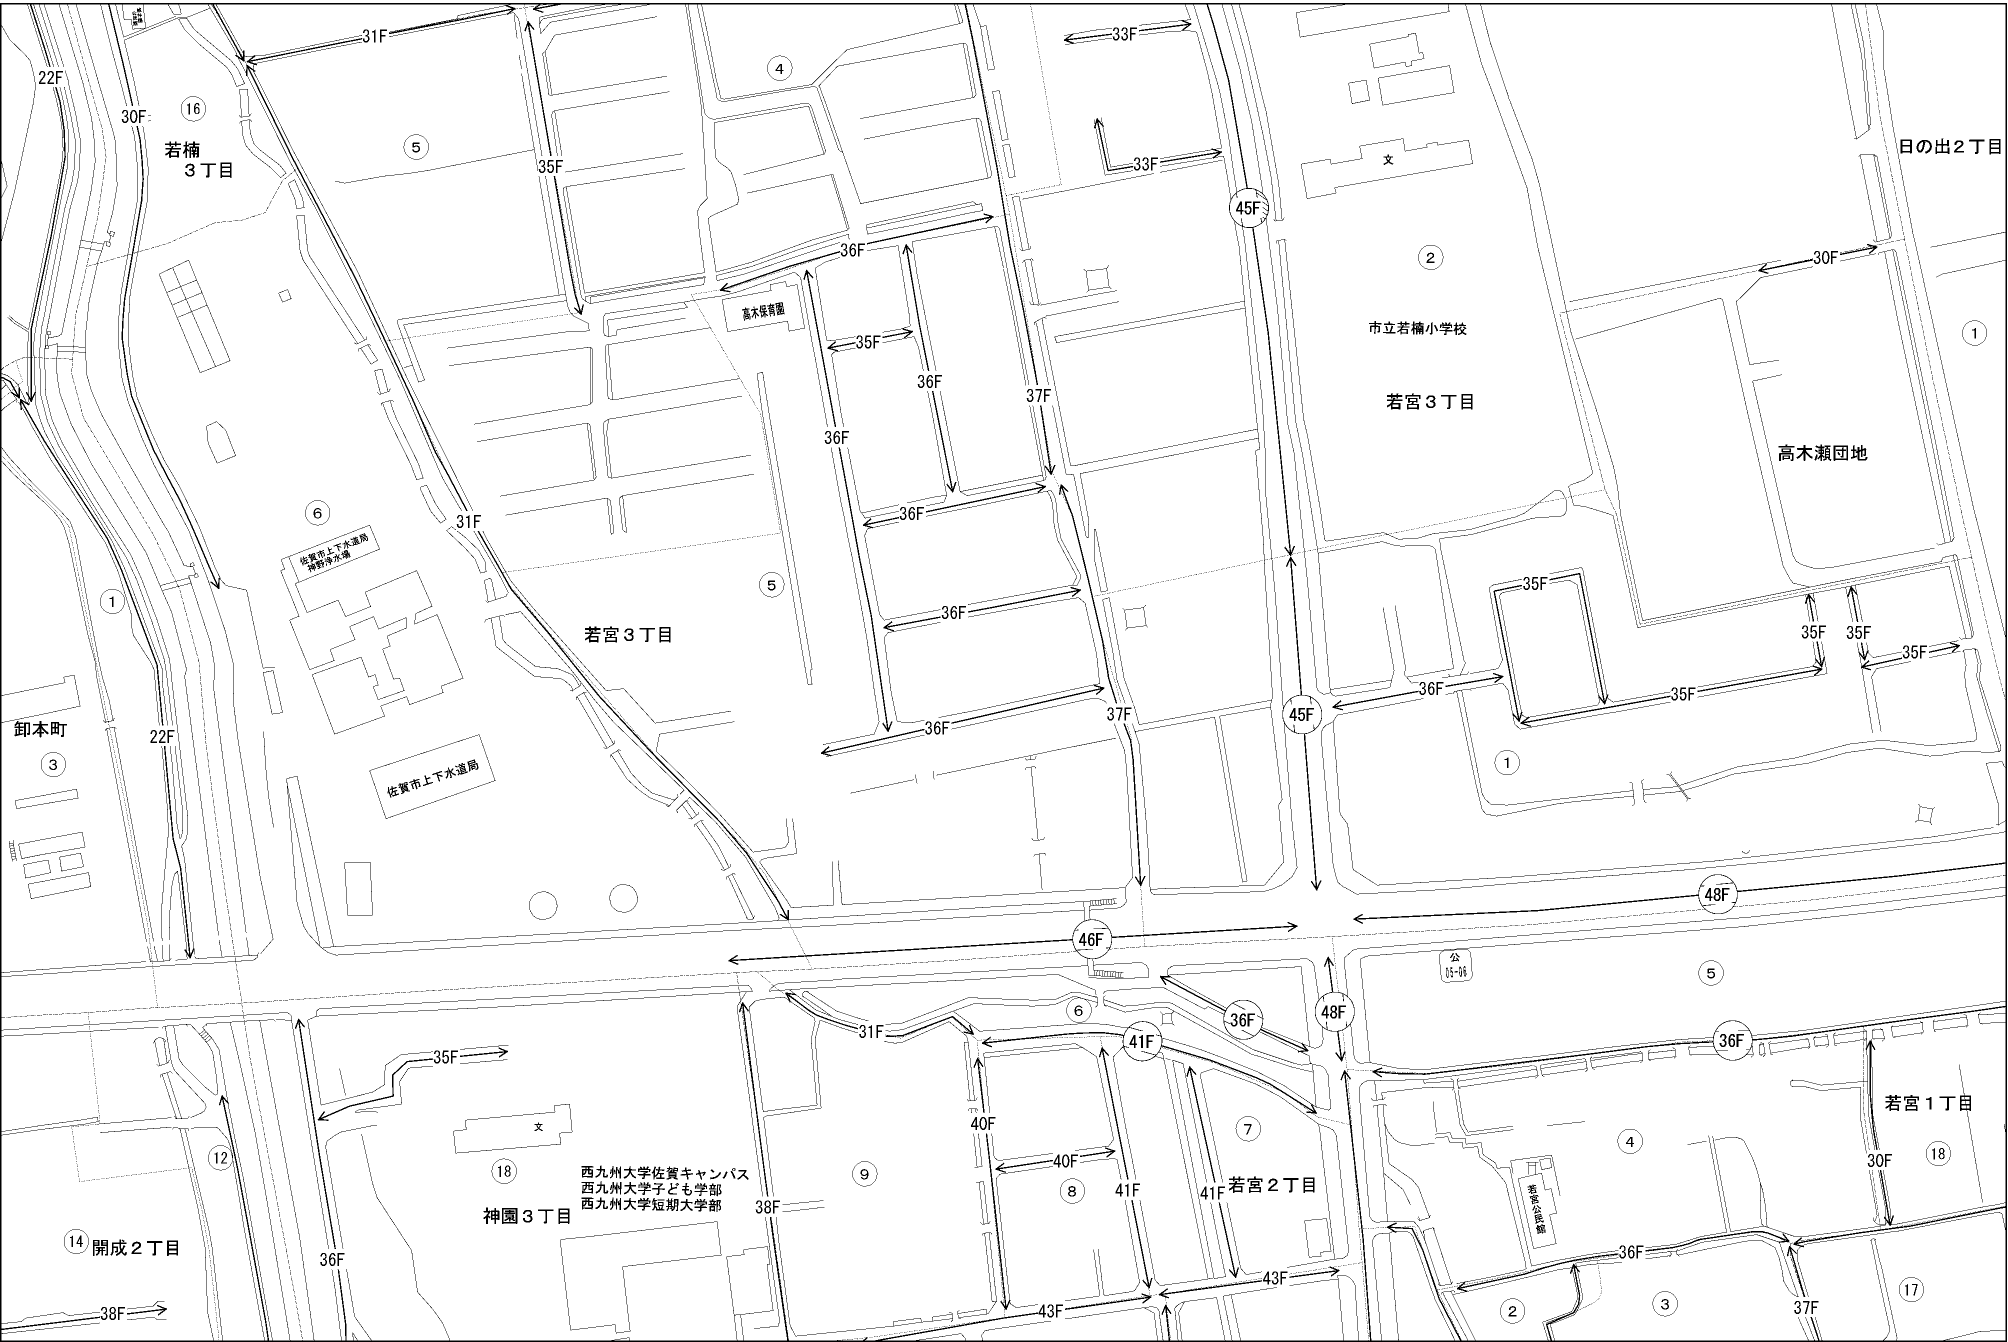 31F
33F
22F
④
30F
⑯
若楠
3丁目
⑤
35F
33F
文
日の出2丁目
45F
36F
②
30F
高木保育園
市立若楠小学校
①
35F
36F
37F
若宮3丁目
36F
高木瀬団地
⑥
36F
31F
佐賀市上下水道局
神野浄水場
⑤
35F
①
36F
若宮3丁目
35F
35F
35F
36F
35F
37F
45F
卸本町
22F
36F
③
①
佐賀市上下水道局
48F
46F
公
05-06
⑤
⑥
36F
48F
31F
41F
36F
35F
若宮1丁目
40F
文
⑦
④
⑫
40F
30F
⑱
⑱
西九州大学佐賀キャンパス
西九州大学子ども学部
西九州大学短期大学部
⑨
⑧
41F
41F
若宮2丁目
若宮公民館
神園3丁目
38F
⑭
開成2丁目
36F
36F
43F
⑰
38F
43F
②
③
37F